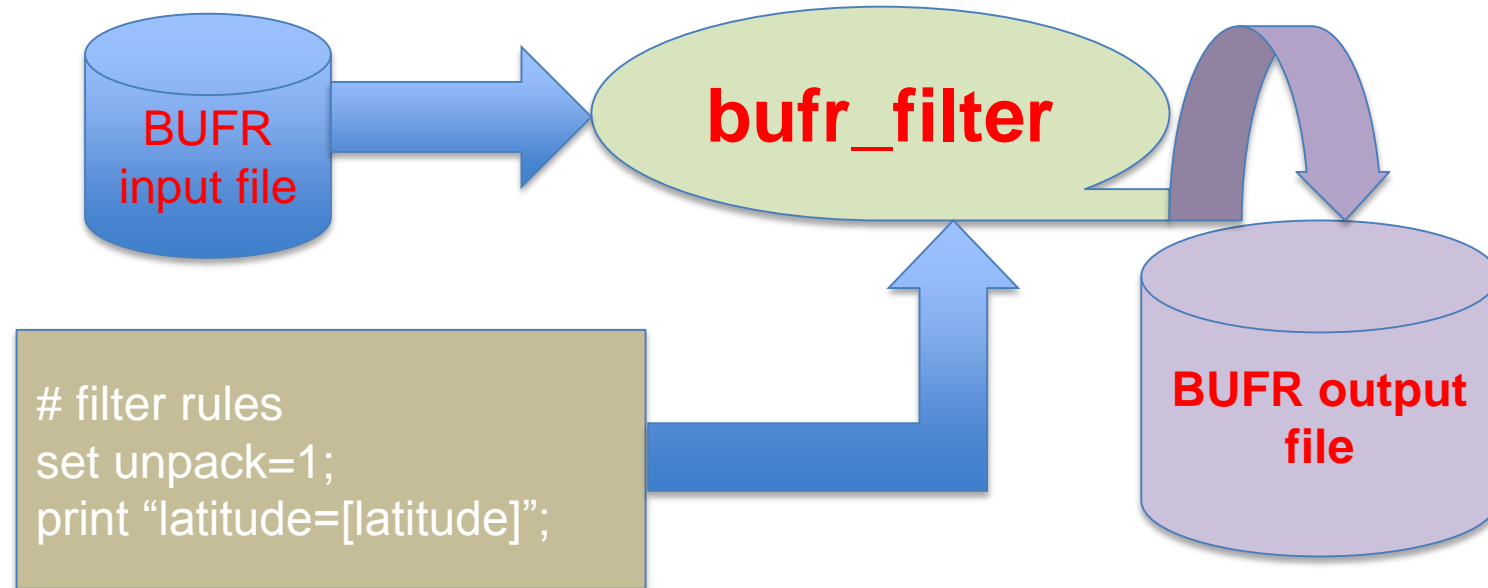 BUFR
input file
bufr_filter
# filter rules
set unpack=1;
print “latitude=[latitude]”;
BUFR output
file